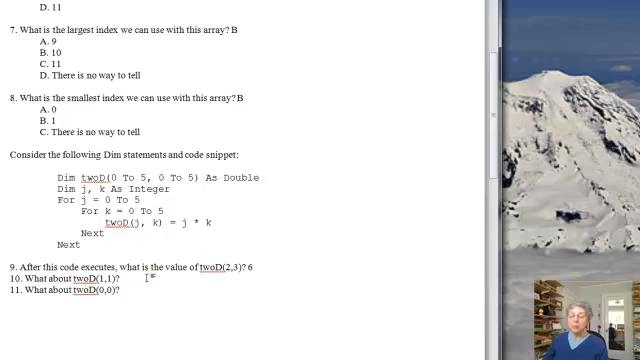 D. 11
7. What is the largest index we can use with this array? B
A. 9
B. 10
C. 11
D. There is no way to tell
8. What is the smallest index we can use with this array? B
A. 0
B. 1
C. There is no way to tell
Consider the following Dim statements and code snippet:
Dim twoD(0 To 5, 0 To 5) As Double
Dim j, k As Integer
For j = 0 To 5
For k = 0 To 5
twoD(j, k) = j * k
Next
Next
9. After this code executes, what is the value of twoD(2,3)? 6
10. What about twoD(1,1)?
11. What about twoD(0,0)?